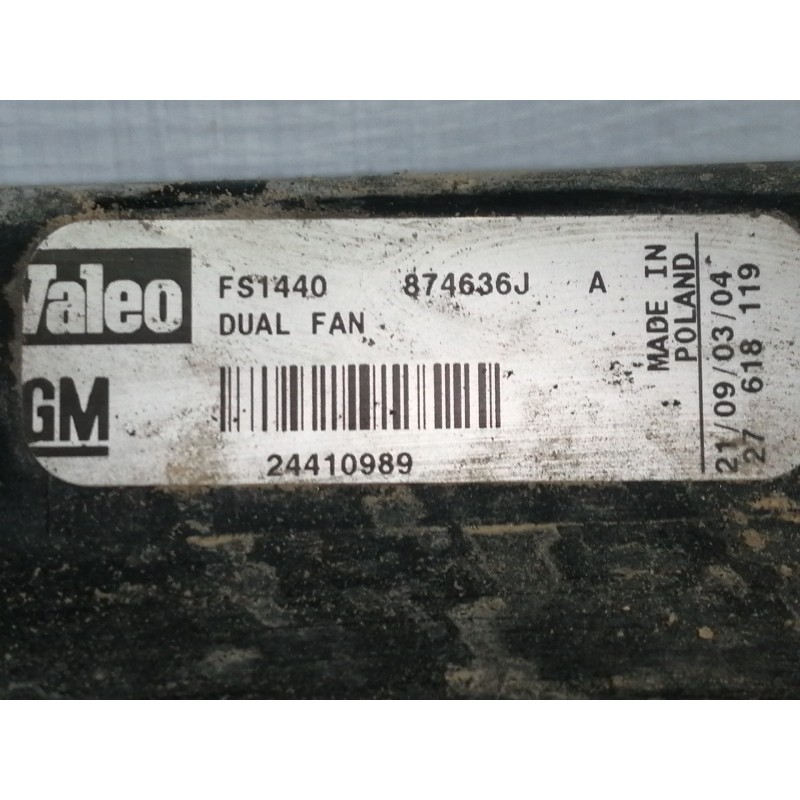 Valeo
FS1440 874636J A
DUAL FAN
GM
24410989
MADE IN
POLAND
21/09/03/04
27 618 119